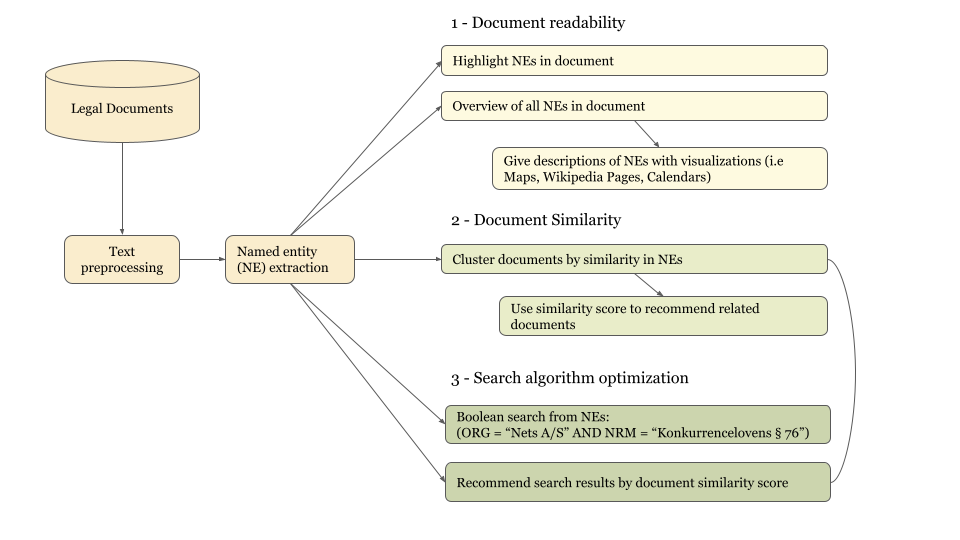 1 - Document readability
Highlight NEs in document
Legal Documents
Overview of all NEs in document
Give descriptions of NEs with visualizations (i.e
Maps, Wikipedia Pages, Calendars)
2 - Document Similarity
Text
preprocessing
Named entity
(NE) extraction
Cluster documents by similarity in NEs
Use similarity score to recommend related
documents
3 - Search algorithm optimization
Boolean search from NEs:
(ORG = “Nets A/S” AND NRM = “Konkurrencelovens § 76”)
Recommend search results by document similarity score